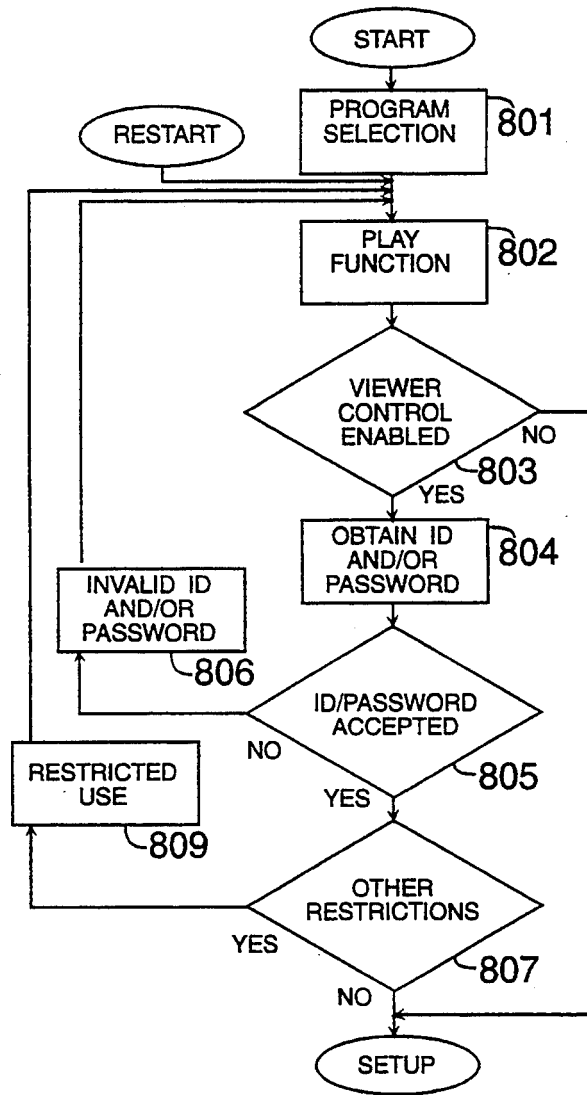 START
PROGRAM
SELECTION
801
RESTART
PLAY
FUNCTION
802
VIEWER
CONTROL
ENABLED
NO
803
YES
OBTAIN ID
AND/OR
PASSWORD
804
INVALID ID
AND/OR
PASSWORD
806
ID/PASSWORD
ACCEPTED
NO
805
YES
RESTRICTED
USE
809
OTHER
RESTRICTIONS
YES
807
NO
SETUP